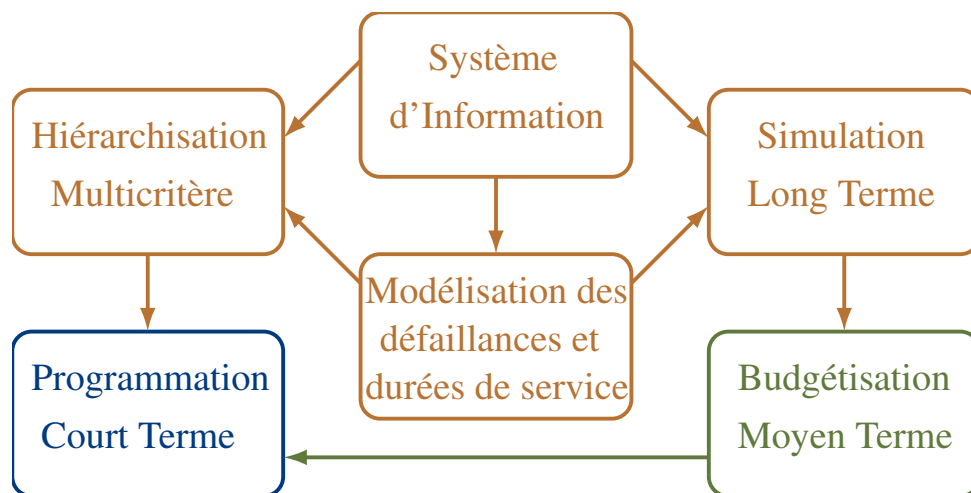 Système
d'Information
Hiérarchisation
Multicritère
Simulation
Long Terme
Modélisation des
défaillances et
durées de service
Programmation
Court Terme
Budgétisation
Moyen Terme